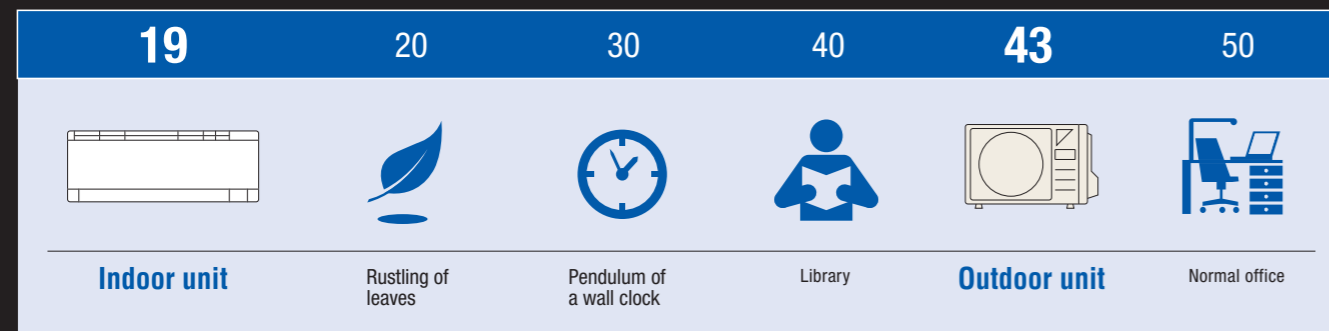 19 20 30 40 43 50
Indoor unit
Rustling of
leaves
Pendulum of
a wall clock
Library
Outdoor unit
Normal office